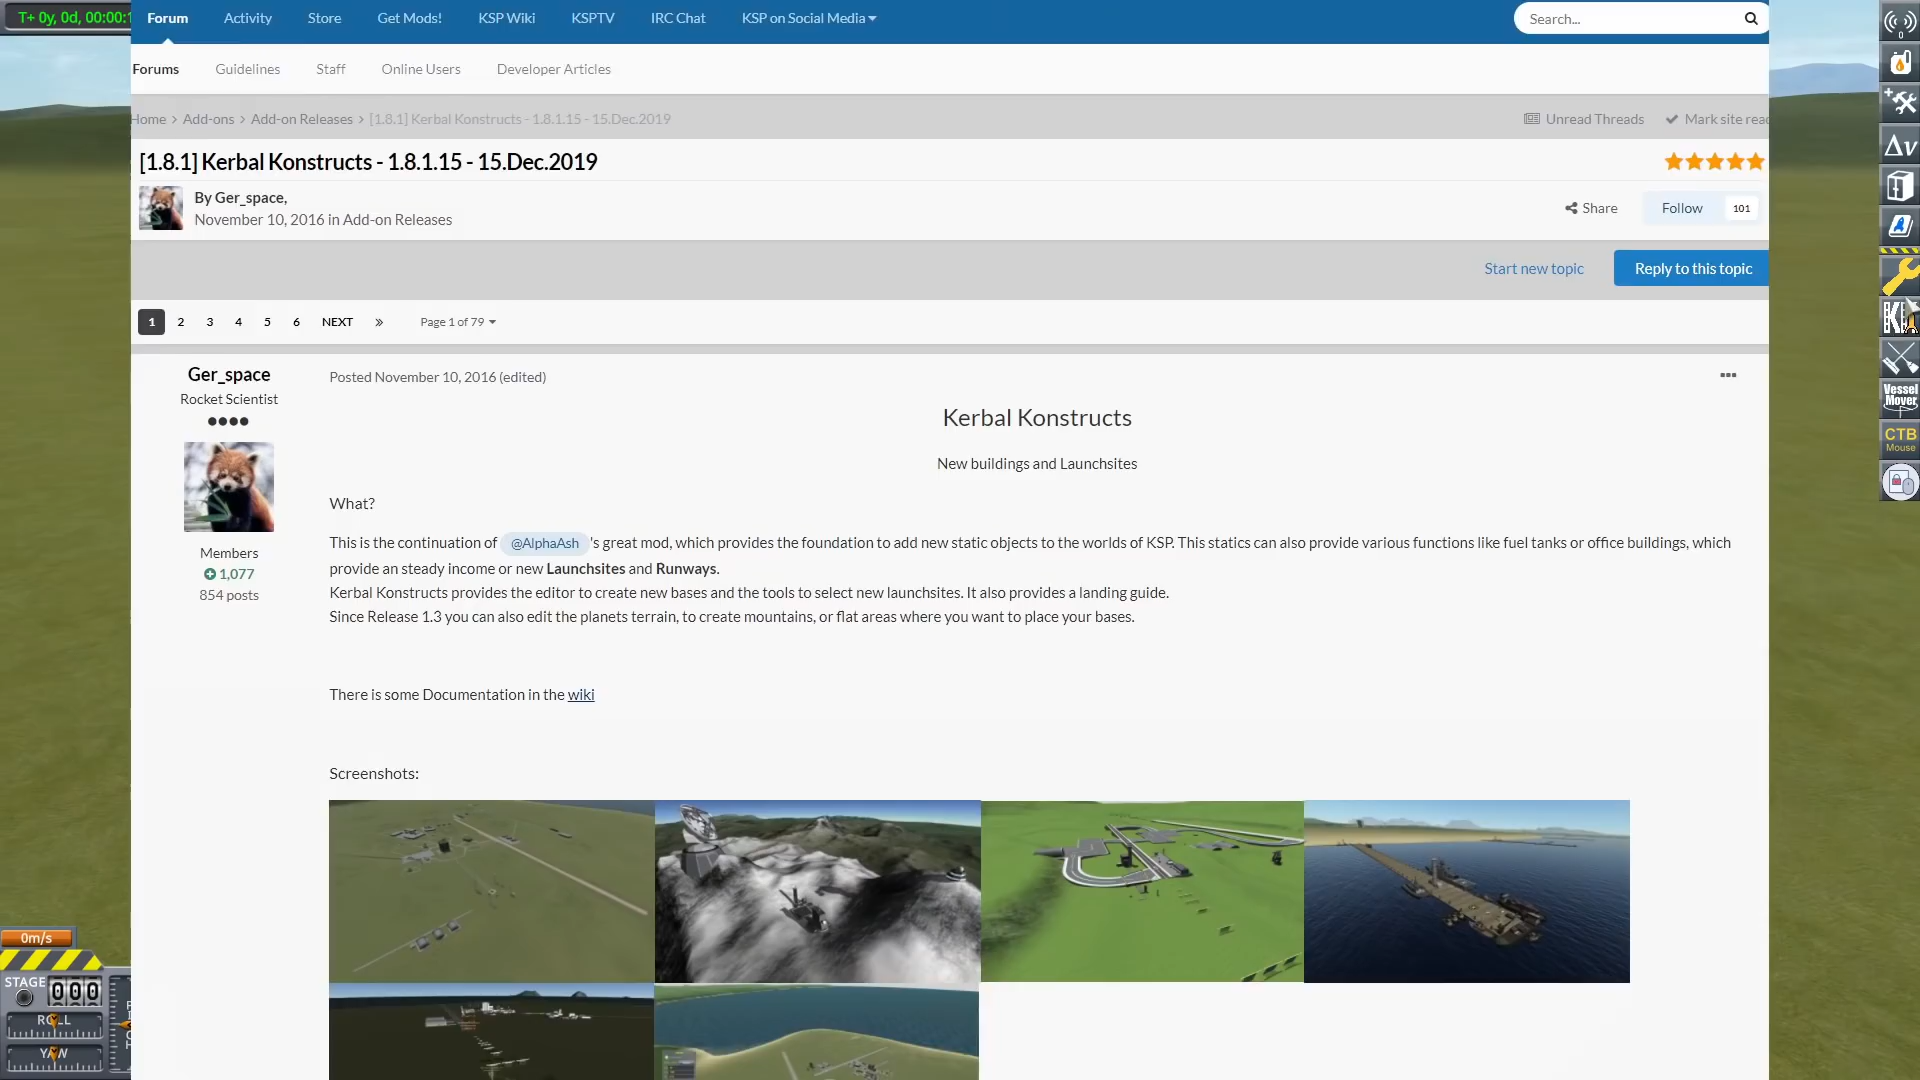 T+ 0y, 0d, 00:00:
Forum Activity Store Get Mods! KSP Wiki KSPTV IRC Chat KSP on Social Media
Search...
Forums Guidelines Staff Online Users Developer Articles
Home > Add-ons > Add-on Releases > [1.8.1] Kerbal Konstructs - 1.8.1.15 - 15.Dec.2019
Unread Threads Mark site read
[1.8.1] Kerbal Konstructs - 1.8.1.15 - 15.Dec.2019
By Ger_space,
November 10, 2016 in Add-on Releases
Share Follow 101
Start new topic Reply to this topic
1 2 3 4 5 6 NEXT » Page 1 of 79
Ger_space
Rocket Scientist
Members
1,077
854 posts
Posted November 10, 2016 (edited)
Kerbal Konstructs
New buildings and Launchsites
What?
This is the continuation of @AlphaAsh 's great mod, which provides the foundation to add new static objects to the worlds of KSP. This statics can also provide various functions like fuel tanks or office buildings, which
provide an steady income or new Launchsites and Runways.
Kerbal Konstructs provides the editor to create new bases and the tools to select new launchsites. It also provides a landing guide.
Since Release 1.3 you can also edit the planets terrain, to create mountains, or flat areas where you want to place your bases.
There is some Documentation in the wiki
Screenshots:
0
Δv
A
KK
Vessel
Mover
CTB
Mouse
0m/s
STAGE 000
ROLL
YAW